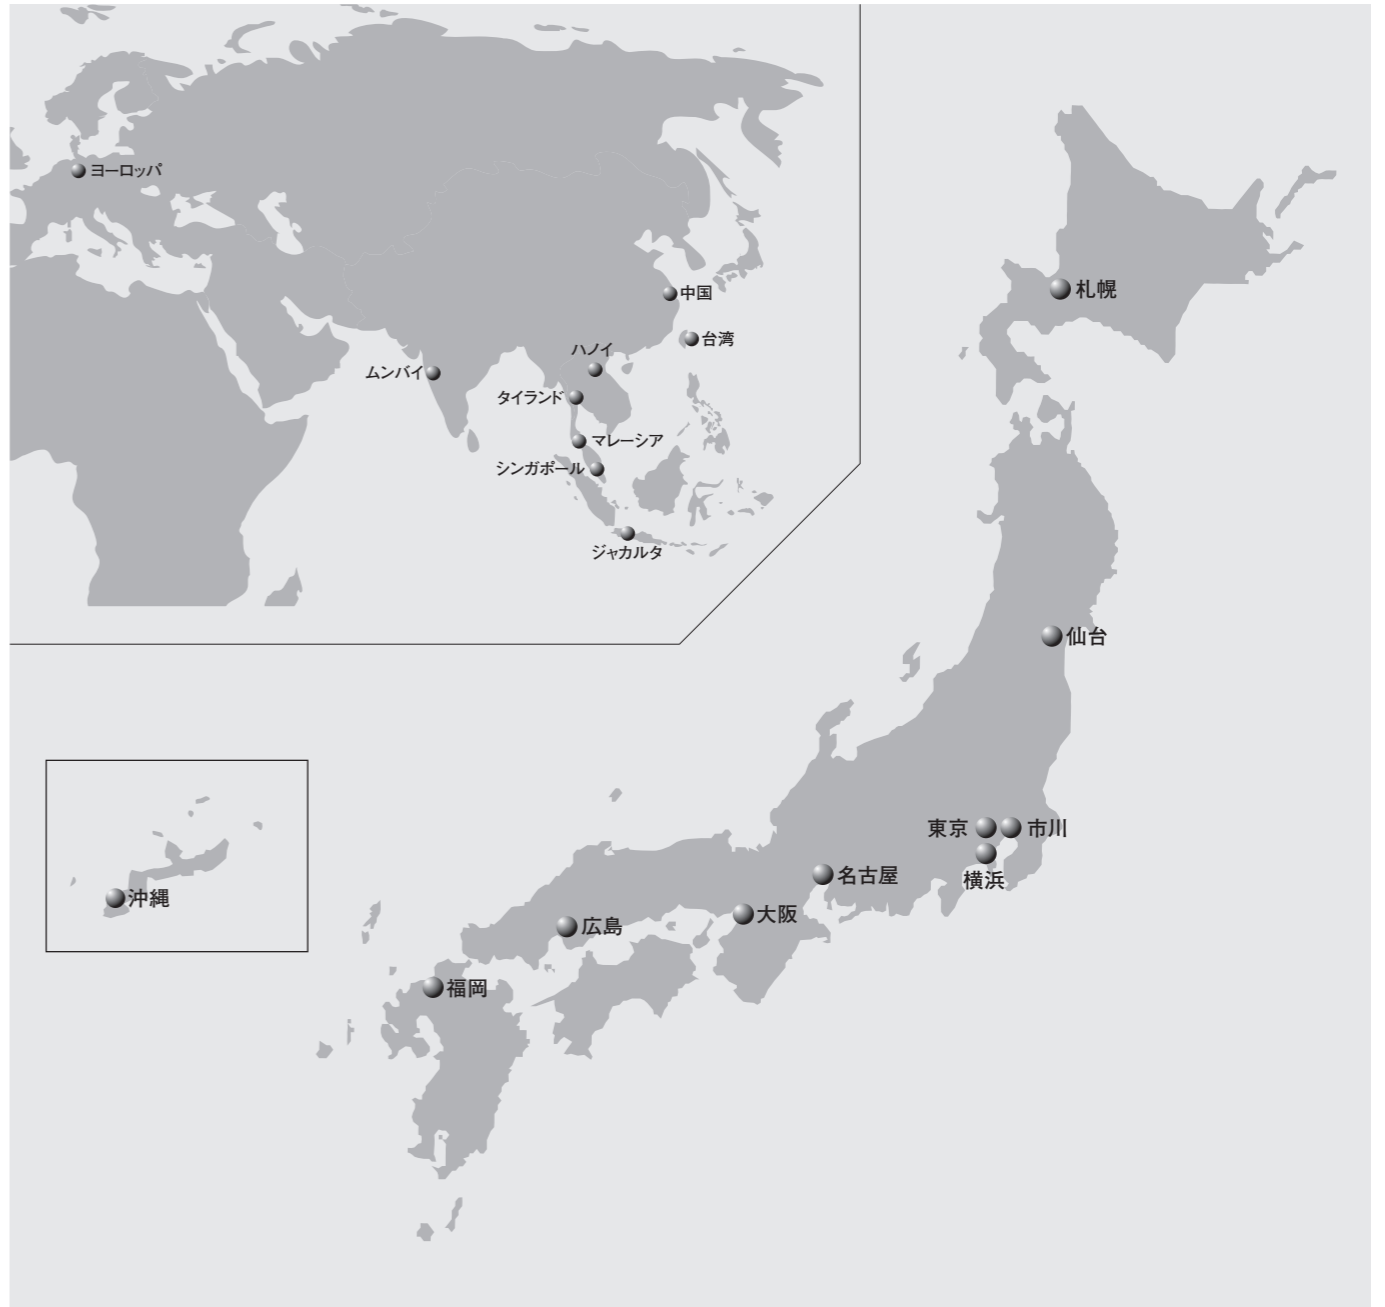 ヨーロッパ
中国
台湾
ハノイ
ムンバイ
タイランド
マレーシア
シンガポール
ジャカルタ
札幌
仙台
東京
市川
横浜
名古屋
大阪
広島
福岡
沖縄